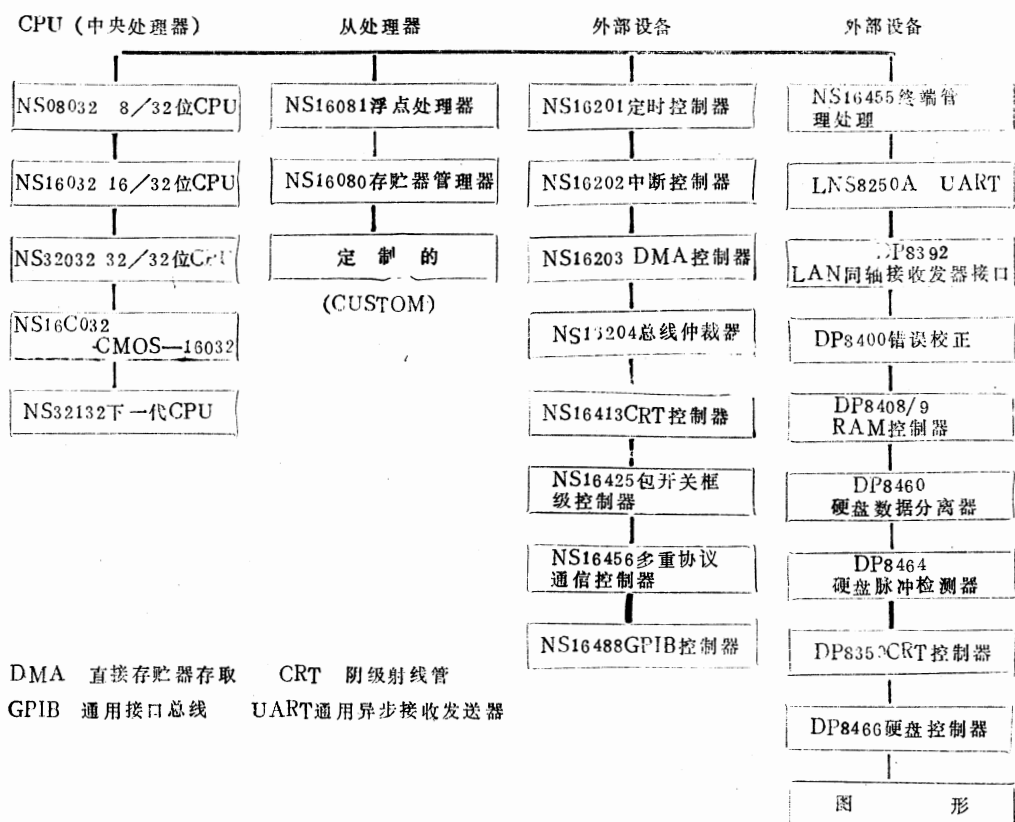 CPU (中央处理器)
从处理器
外部设备
外部设备
NS08032 8/32位CPU
NS16032 16/32位CPU
NS32032 32/32位CPU
NS16C032
CMOS—16032
NS32132下一代CPU
NS16081浮点处理器
NS16080存贮器管理器
定制的
(CUSTOM)
NS16201定时控制器
NS16202中断控制器
NS16203 DMA控制器
NS16204总线仲裁器
NS16413CRT控制器
NS16425包开关框
级控制器
NS16456多重协议
通信控制器
NS16488GPIB控制器
NS16455终端管
理处理
LNS8250A UART
DP8392
LAN同轴接收发器接口
DP8400错误校正
DP8408/9
RAM控制器
DP8460
硬盘数据分离器
DP8464
硬盘脉冲检测器
DP8350CRT控制器
DP8466硬盘控制器
图形
DMA 直接存贮器存取 CRT 阴级射线管
GPIB 通用接口总线 UART通用异步接收发送器